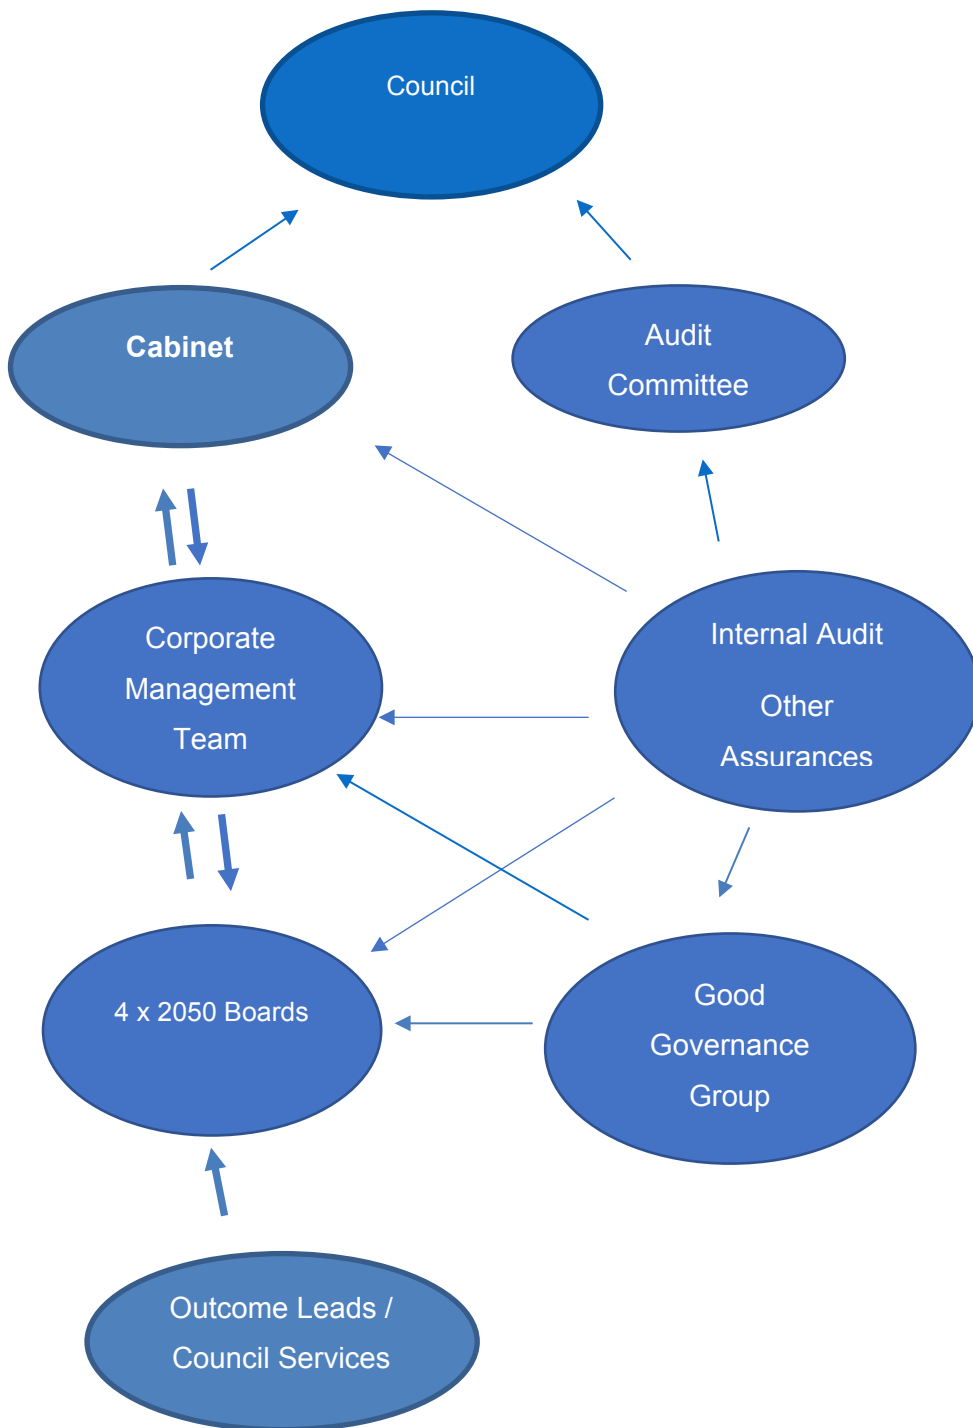 Council
Cabinet
Audit
Committee
Corporate
Management
Team
Internal Audit
Other
Assurances
4 x 2050 Boards
Good
Governance
Group
Outcome Leads /
Council Services